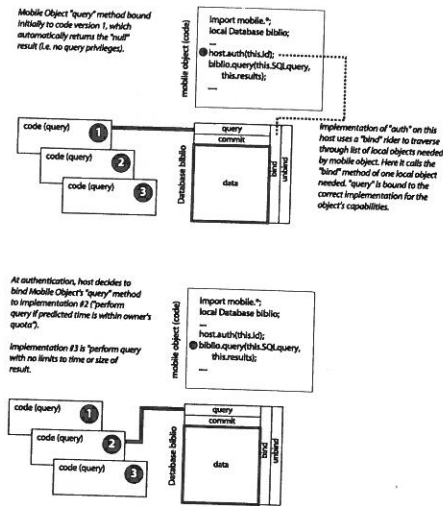 Mobile Object "query" method bound
initially to code version 1, which
automatically returns the "null"
result (i.e. no query privileges).
mobile object (code)
import mobile.*;
local Database biblio;
....
host.auth(this.id);
biblio.query(this.SQLquery,
this.results);
....
code (query)
1
code (query)
2
code (query)
3
Database biblio
query
commit
data
bind
unbind
Implementation of "auth" on this
host uses a "bind" rider to traverse
through list of local objects needed
by mobile object. Here it calls the
"bind" method of one local object
needed. "query" is bound to the
correct implementation for the
object's capabilities.
At authentication, host decides to
bind Mobile Object's "query" method
to implementation #2 ("perform
query if predicted time is within owner's
quota").
Implementation #3 is "perform query
with no limits to time or size of
result.
mobile object (code)
import mobile.*;
local Database biblio;
....
host.auth(this.id);
biblio.query(this.SQLquery,
this.results);
....
code (query)
1
code (query)
2
code (query)
3
Database biblio
query
commit
data
bind
unbind